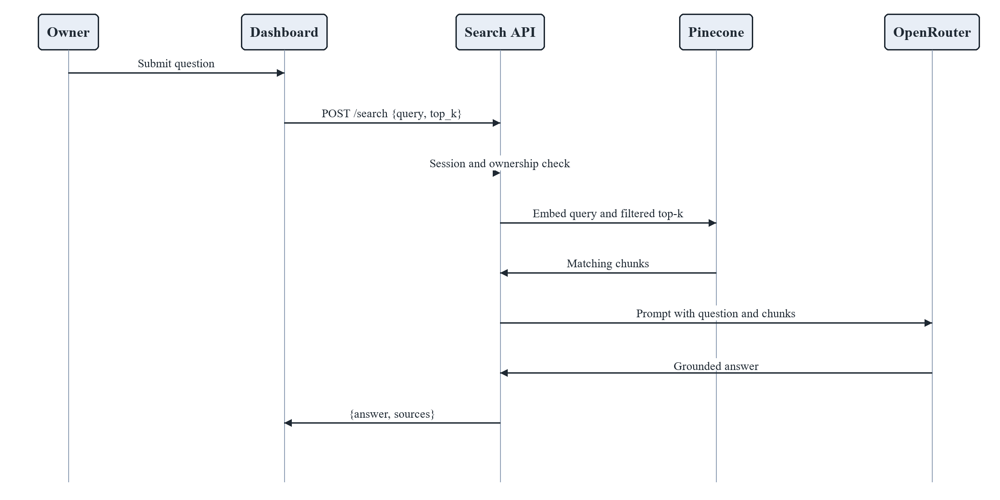 Owner
Dashboard
Search API
Pinecone
OpenRouter
Submit question
POST /search {query, top_k}
Session and ownership check
Embed query and filtered top-k
Matching chunks
Prompt with question and chunks
Grounded answer
{answer, sources}